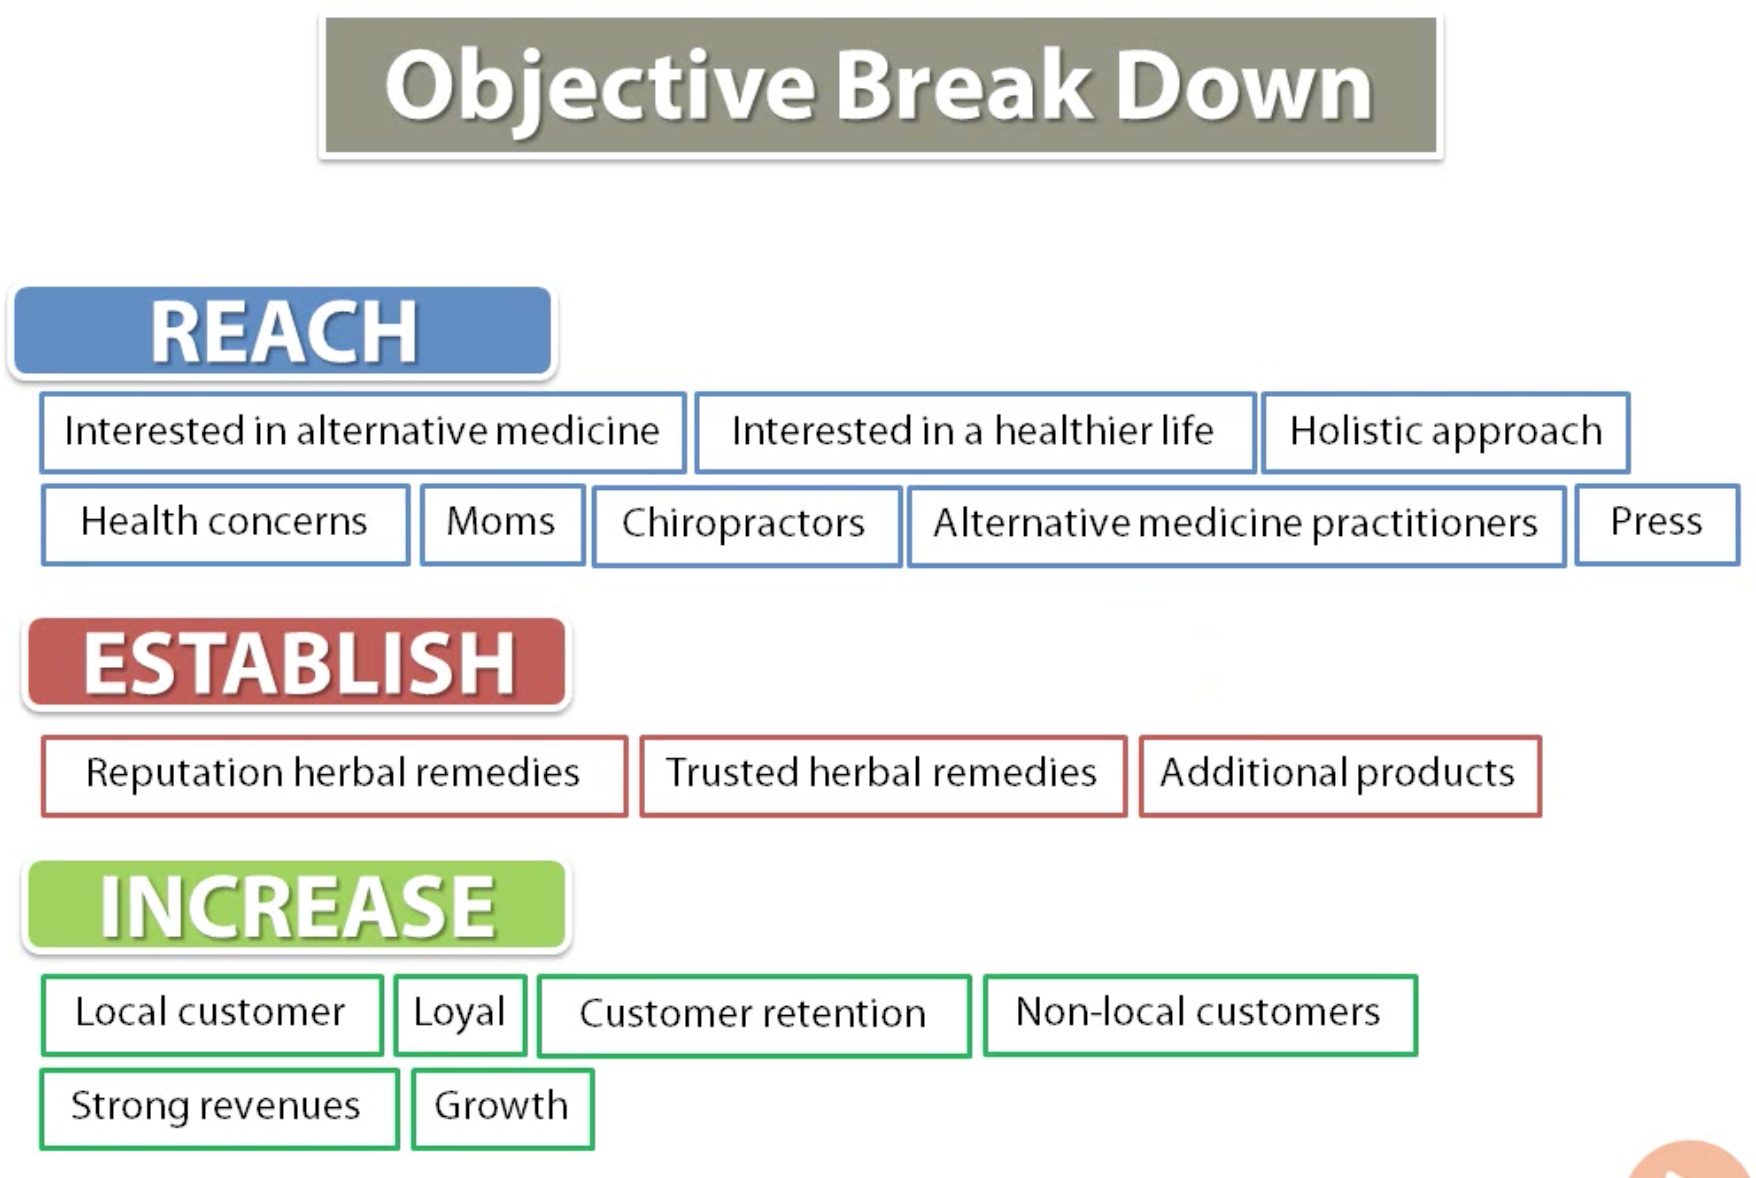 Objective Break Down
REACH
Interested in alternative medicine Interested in a healthier life Holistic approach
Health concerns Moms Chiropractors Alternative medicine practitioners Press
ESTABLISH
Reputation herbal remedies Trusted herbal remedies Additional products
INCREASE
Local customer Loyal Customer retention Non-local customers
Strong revenues Growth